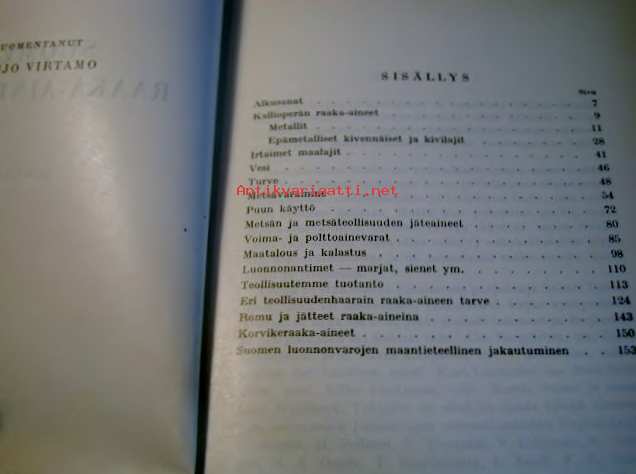 UOMENTANUT
JO VIRTAMO
SISÄLLYS
Sivu
Alkusanat 7
Kallioperän raaka-aineet 9
Metallit 11
Epämetalliset kivennäiset ja kivilajit 28
Irtaimet maalajit 41
Vesi 46
Turve 48
Antikvariaatti.net
Metsävaramme 54
Puun käyttö 72
Metsän ja metsäteollisuuden jäteaineet 80
Voima- ja polttoainevarat 85
Maatalous ja kalastus 98
Luonnonantimet — marjat, sienet ym. 110
Teollisuutemme tuotanto 113
Eri teollisuudenhaarain raaka-aineen tarve 124
Romu ja jätteet raaka-aineina 143
Korvikeraaka-aineet 150
Suomen luonnonvarojen maantieteellinen jakautuminen 153